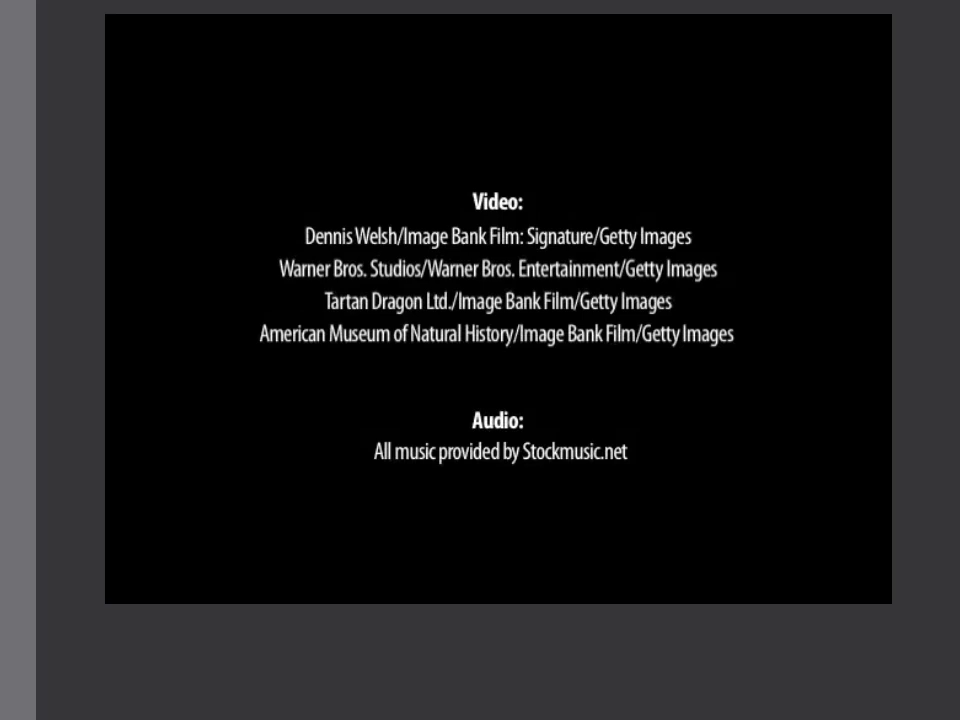 Video:
Dennis Welsh/Image Bank Film: Signature/Getty Images
Warner Bros. Studios/Warner Bros. Entertainment/Getty Images
Tartan Dragon Ltd./Image Bank Film/Getty Images
American Museum of Natural History/Image Bank Film/Getty Images
Audio:
All music provided by Stockmusic.net